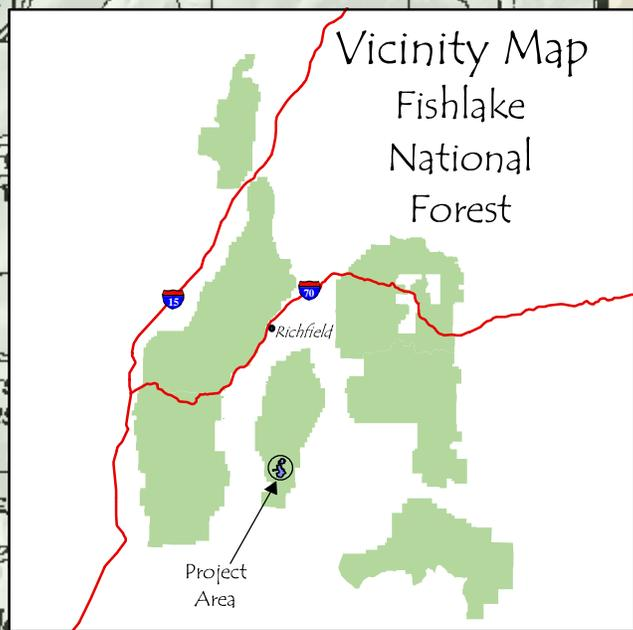 Vicinity Map
Fishlake
National
Forest
15
70
Richfield
Project
Area